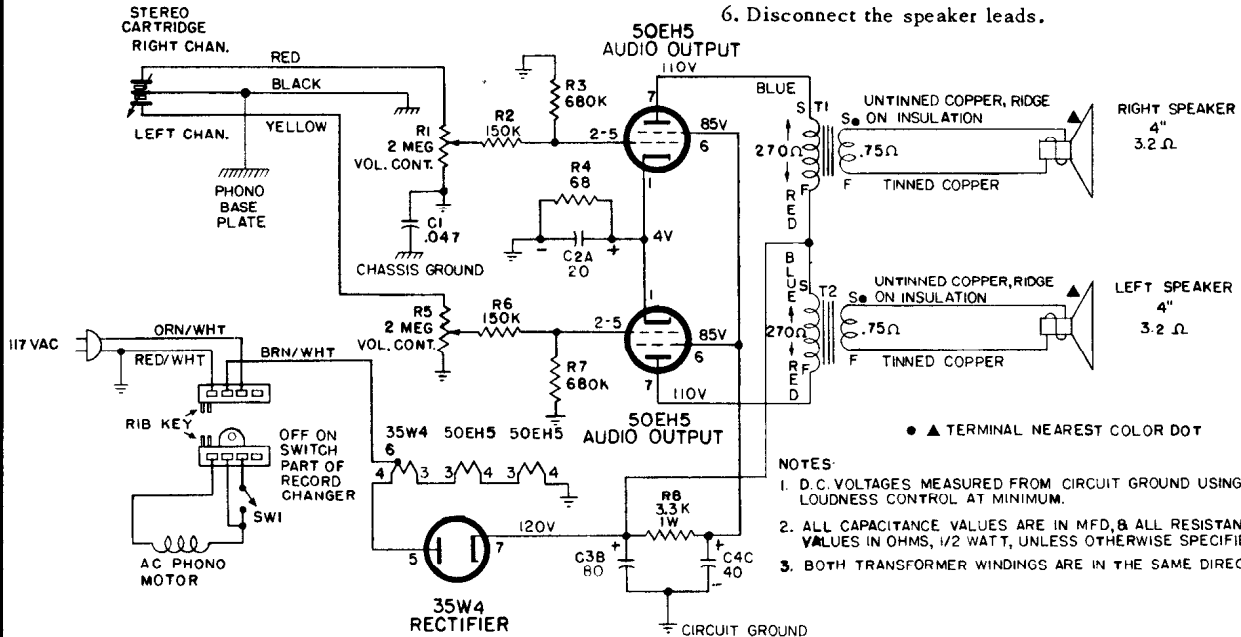 6. Disconnect the speaker leads.
STEREO
CARTRIDGE
RIGHT CHAN.
RED
BLACK
LEFT CHAN.
YELLOW
PHONO
BASE
PLATE
R1
2 MEG
VOL. CONT.
C1
.047
CHASSIS GROUND
R2
150K
R3
680K
50EH5
AUDIO OUTPUT
110V
7
2-5
85V
6
1
R4
68
4V
- +
C2A
20
BLUE
S T1
270Ω
RED
F
S
.75Ω
F
UNTINNED COPPER, RIDGE
ON INSULATION
TINNED COPPER
RIGHT SPEAKER
4"
3.2 Ω
R5
2 MEG
VOL. CONT.
R6
150K
R7
680K
1
2-5
85V
6
7
110V
50EH5
AUDIO OUTPUT
BLUE
S T2
270Ω
RED
F
S
.75Ω
F
UNTINNED COPPER, RIDGE
ON INSULATION
TINNED COPPER
LEFT SPEAKER
4"
3.2 Ω
117 VAC
ORN/WHT
RED/WHT
BRN/WHT
RIB KEY
OFF ON
SWITCH
PART OF
RECORD
CHANGER
SW1
AC PHONO
MOTOR
35W4 50EH5 50EH5
6
4 3 3 4 3 4
5
7
120V
35W4
RECTIFIER
R8
3.3K
1W
+
C3B
80
+
C4C
40
-
CIRCUIT GROUND
● ▲ TERMINAL NEAREST COLOR DOT
NOTES:
1. D.C. VOLTAGES MEASURED FROM CIRCUIT GROUND USING
LOUDNESS CONTROL AT MINIMUM.
2. ALL CAPACITANCE VALUES ARE IN MFD, & ALL RESISTAN
VALUES IN OHMS, 1/2 WATT, UNLESS OTHERWISE SPECIFIE
3. BOTH TRANSFORMER WINDINGS ARE IN THE SAME DIREC